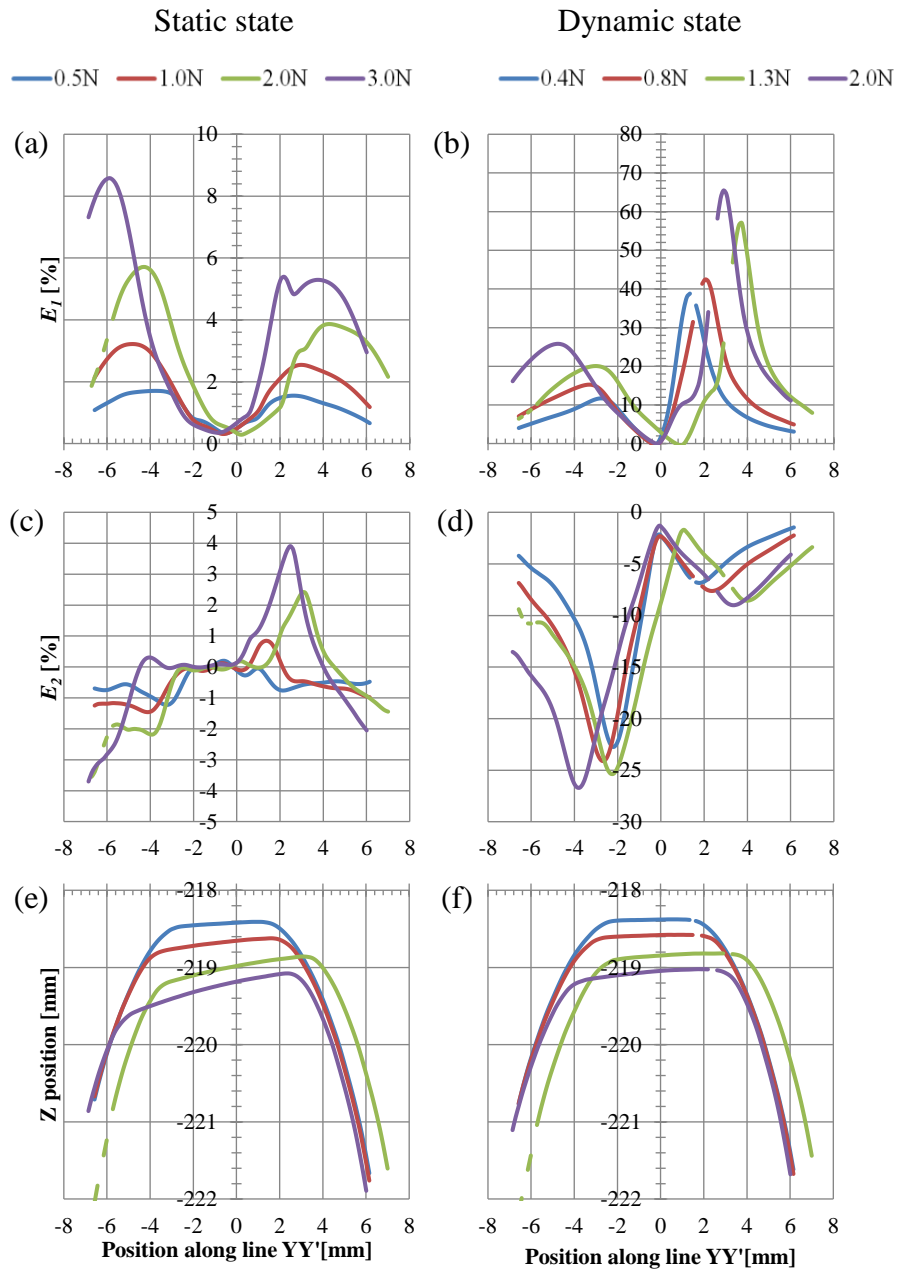 Static state
Dynamic state
0.5N 1.0N 2.0N 3.0N
0.4N 0.8N 1.3N 2.0N
(a)
E1 [%]
10
8
6
4
2
0
-8 -6 -4 -2 0 2 4 6 8
(b)
80
70
60
50
40
30
20
10
0
-8 -6 -4 -2 0 2 4 6 8
(c)
E2 [%]
5
4
3
2
1
0
-1
-2
-3
-4
-5
-8 -6 -4 -2 0 2 4 6 8
(d)
0
-5
-10
-15
-20
-25
-30
-8 -6 -4 -2 0 2 4 6 8
(e)
Z position [mm]
-218
-219
-220
-221
-222
-8 -6 -4 -2 0 2 4 6 8
Position along line YY'[mm]
(f)
-218
-219
-220
-221
-222
-8 -6 -4 -2 0 2 4 6 8
Position along line YY'[mm]